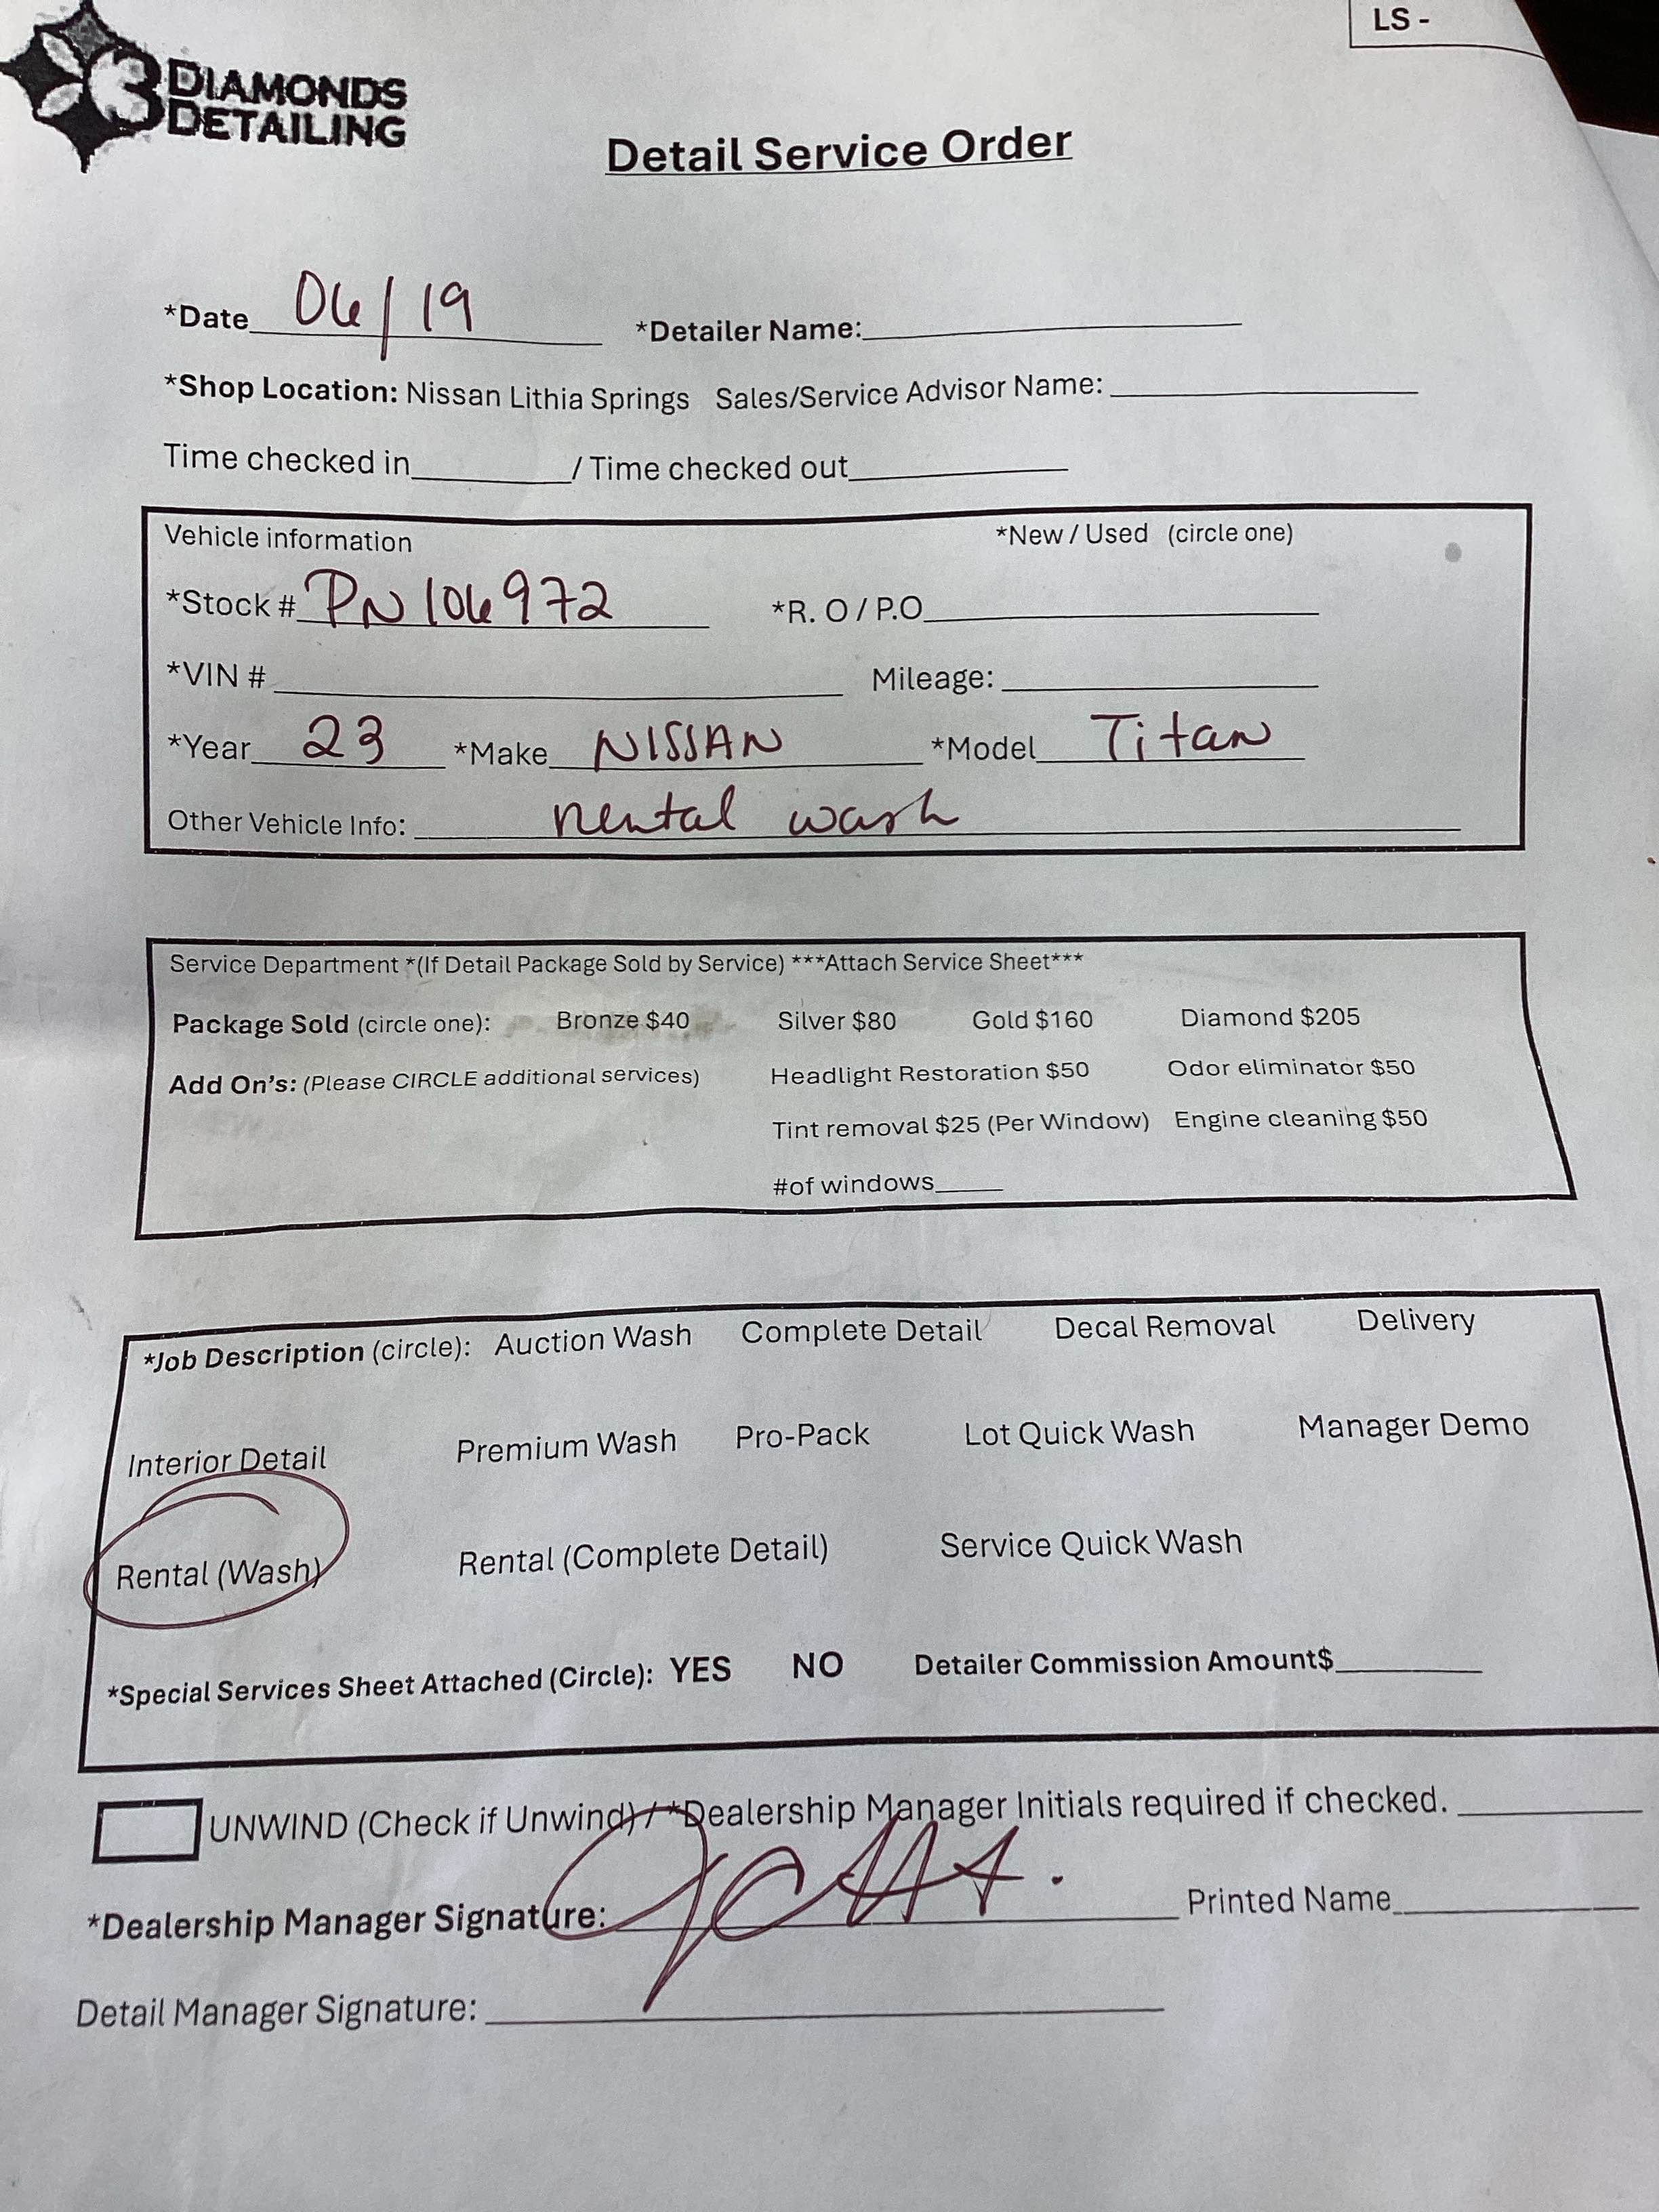 LS -
3 DIAMONDS
DETAILING
Detail Service Order
*Date 06/19 *Detailer Name:
*Shop Location: Nissan Lithia Springs Sales/Service Advisor Name:
Time checked in / Time checked out
Vehicle information *New / Used (circle one)
*Stock # PN106972 *R. O / P.O
*VIN # Mileage:
*Year 23 *Make NISSAN *Model Titan
Other Vehicle Info: rental wash
Service Department *(If Detail Package Sold by Service) ***Attach Service Sheet***
Package Sold (circle one): Bronze $40 Silver $80 Gold $160 Diamond $205
Add On's: (Please CIRCLE additional services) Headlight Restoration $50 Odor eliminator $50
Tint removal $25 (Per Window) Engine cleaning $50
#of windows
*Job Description (circle): Auction Wash Complete Detail Decal Removal Delivery
Interior Detail Premium Wash Pro-Pack Lot Quick Wash Manager Demo
Rental (Wash) Rental (Complete Detail) Service Quick Wash
*Special Services Sheet Attached (Circle): YES NO Detailer Commission Amount$
UNWIND (Check if Unwind) / *Dealership Manager Initials required if checked.
*Dealership Manager Signature: Printed Name
Detail Manager Signature: